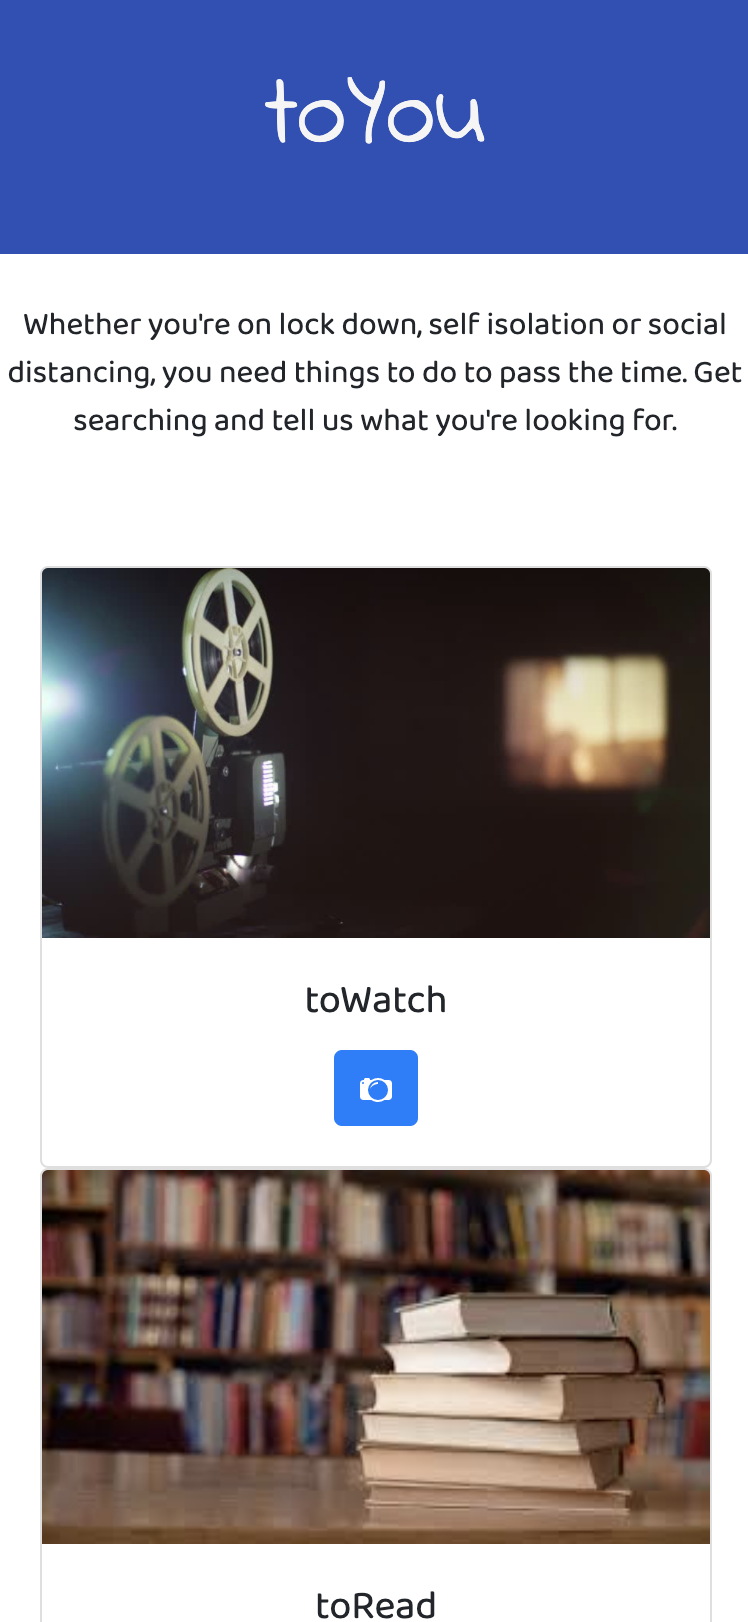 toYou
Whether you're on lock down, self isolation or social
distancing, you need things to do to pass the time. Get
searching and tell us what you're looking for.
toWatch
toRead